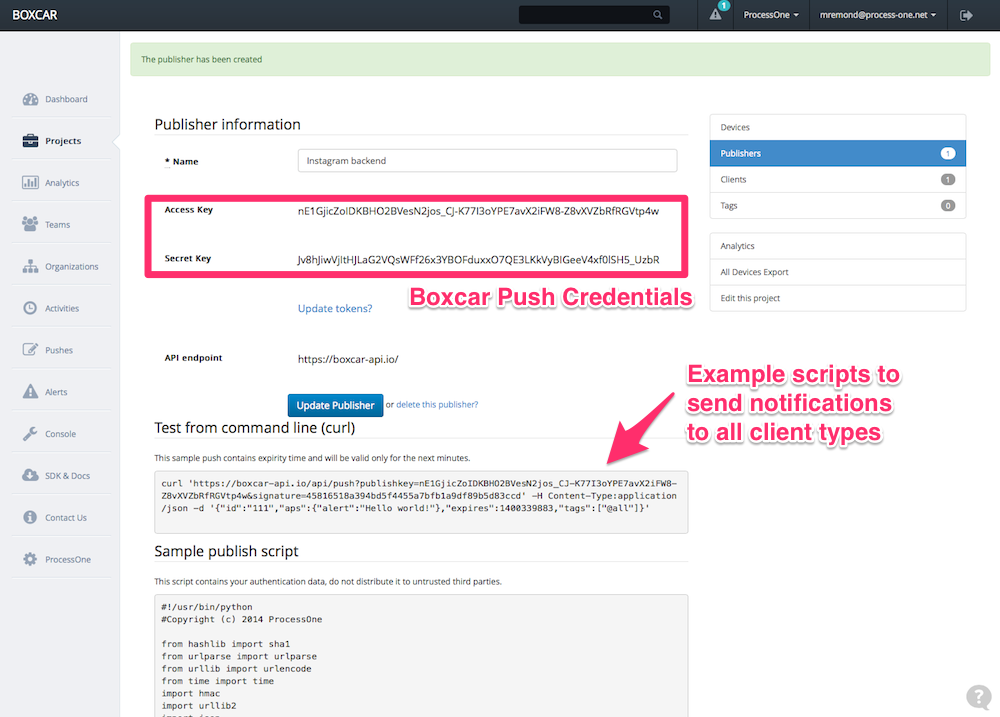 BOXCAR
1
ProcessOne
mremond@process-one.net
The publisher has been created
Dashboard
Projects
Analytics
Teams
Organizations
Activities
Pushes
Alerts
Console
SDK & Docs
Contact Us
ProcessOne
Publisher information
* Name
Instagram backend
Access Key
nE1GjicZoIDKBHO2BVesN2jos_CJ-K77I3oYPE7avX2iFW8-Z8vXVZbRfRGVtp4w
Secret Key
Jv8hJiwVjltHJLaG2VQsWFf26x3YBOFduxxO7QE3LKkVyBIGeeV4xf0lSH5_UzbR
Boxcar Push Credentials
Update tokens?
API endpoint
https://boxcar-api.io/
Example scripts to
send notifications
to all client types
Update Publisher or delete this publisher?
Test from command line (curl)
This sample push contains expirity time and will be valid only for the next minutes.
curl 'https://boxcar-api.io/api/push?publishkey=nE1GjicZoIDKBHO2BVesN2jos_CJ-K77I3oYPE7avX2iFW8-
Z8vXVZbRfRGVtp4w&signature=45816518a394bd5f4455a7bfb1a9df89b5d83ccd' -H Content-Type:application
/json -d '{"id":"111","aps":{"alert":"Hello world!"},"expires":1400339883,"tags":["@all"]}'
Sample publish script
This script contains your authentication data, do not distribute it to untrusted third parties.
#!/usr/bin/python
#Copyright (c) 2014 ProcessOne
from hashlib import sha1
from urlparse import urlparse
from urllib import urlencode
from time import time
import hmac
import urllib2
import json
Devices
Publishers 1
Clients 1
Tags 0
Analytics
All Devices Export
Edit this project
?